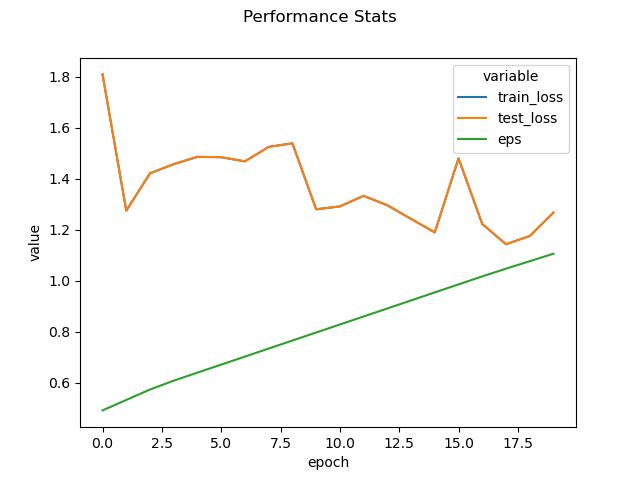 Performance Stats
variable
train_loss
test_loss
eps
value
1.8
1.6
1.4
1.2
1.0
0.8
0.6
0.0 2.5 5.0 7.5 10.0 12.5 15.0 17.5
epoch